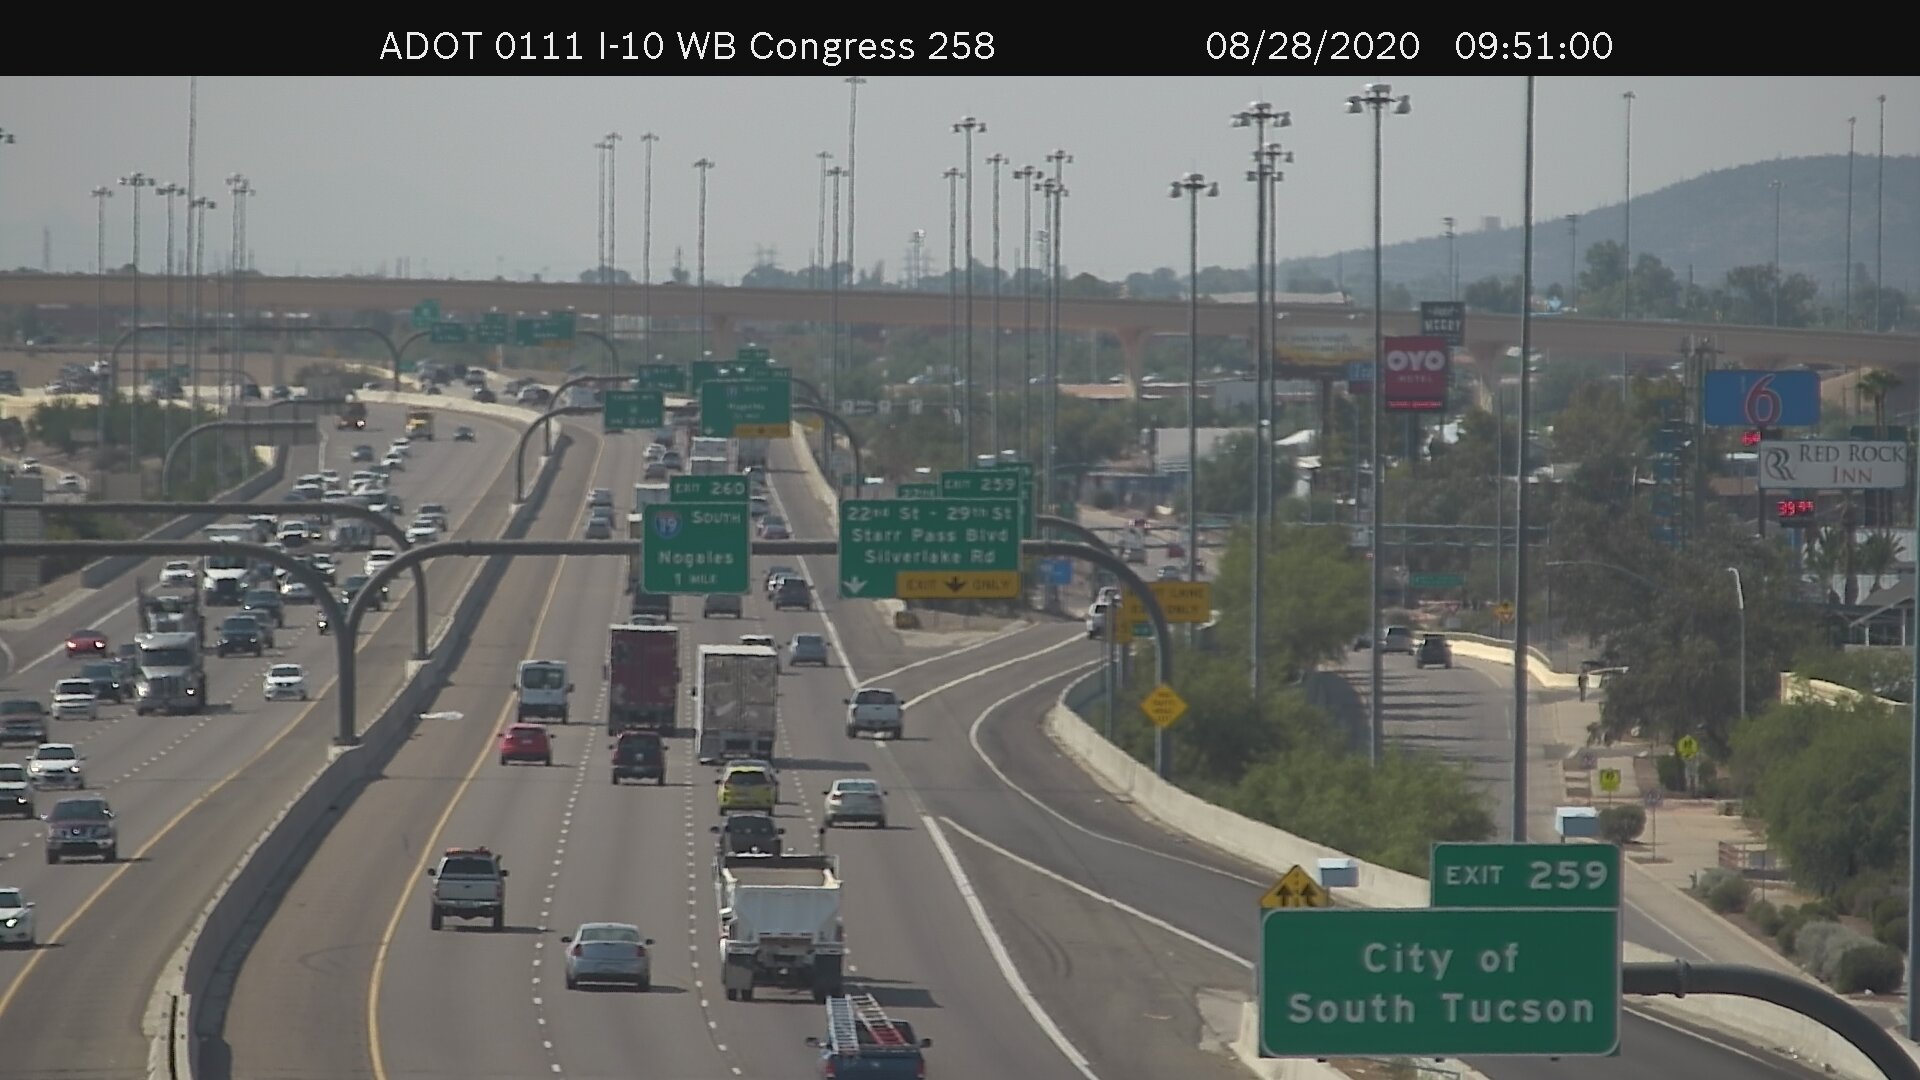 ADOT 0111 I-10 WB Congress 258 08/28/2020 09:51:00
OYO
HOTEL
6
RED ROCK
INN
EXIT 260
19 SOUTH
Nogales
1 MILE
EXIT 259
22nd St - 29th St
Starr Pass Blvd
Silverlake Rd
EXIT ONLY
EXIT 259
City of
South Tucson